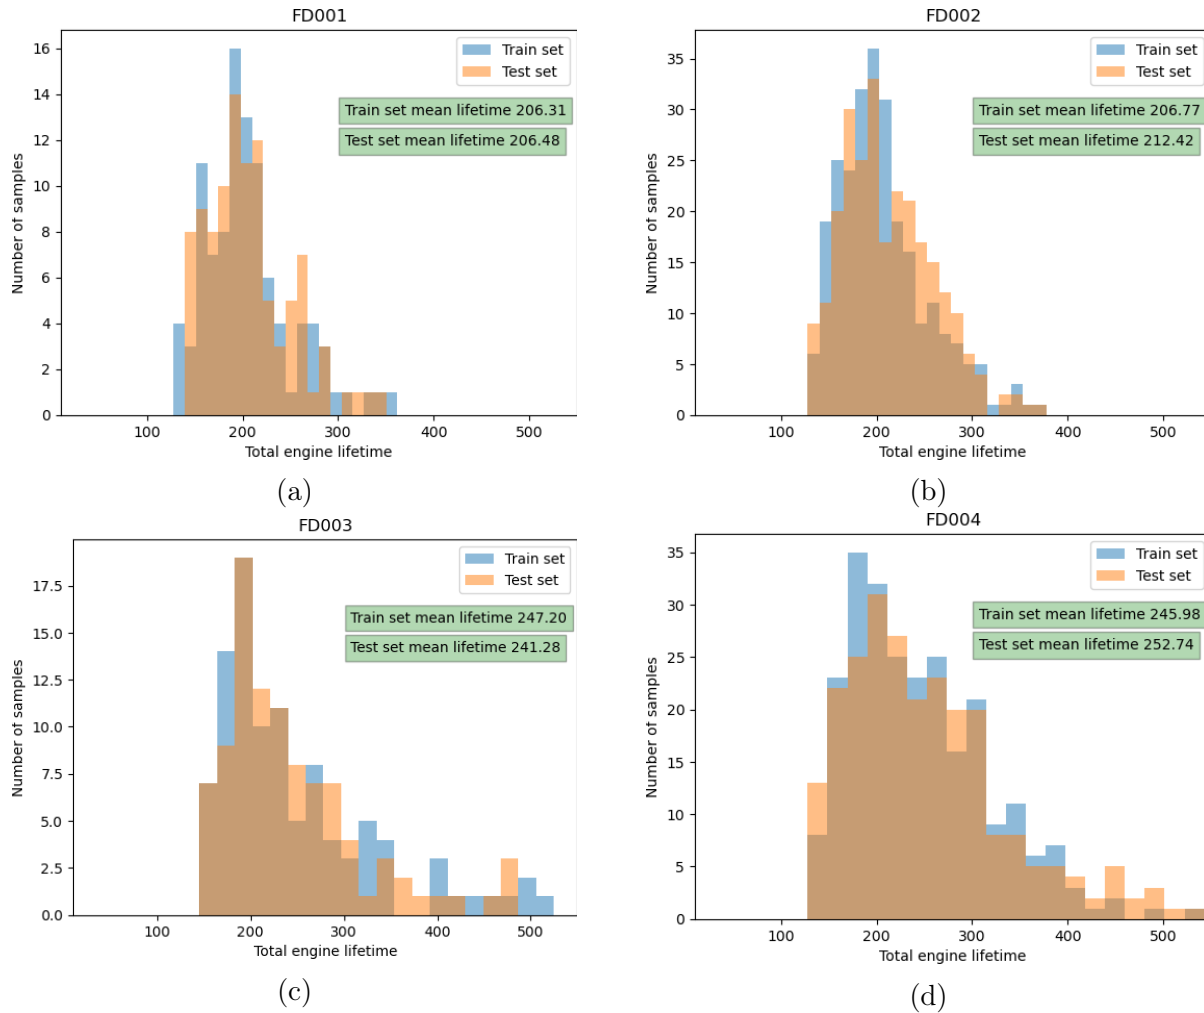 FD001
Train set
Test set
Train set mean lifetime 206.31
Test set mean lifetime 206.48
Number of samples
16
14
12
10
8
6
4
2
0
100 200 300 400 500
Total engine lifetime
(a)
FD002
Train set
Test set
Train set mean lifetime 206.77
Test set mean lifetime 212.42
Number of samples
35
30
25
20
15
10
5
0
100 200 300 400 500
Total engine lifetime
(b)
FD003
Train set
Test set
Train set mean lifetime 247.20
Test set mean lifetime 241.28
Number of samples
17.5
15.0
12.5
10.0
7.5
5.0
2.5
0.0
100 200 300 400 500
Total engine lifetime
(c)
FD004
Train set
Test set
Train set mean lifetime 245.98
Test set mean lifetime 252.74
Number of samples
35
30
25
20
15
10
5
0
100 200 300 400 500
Total engine lifetime
(d)